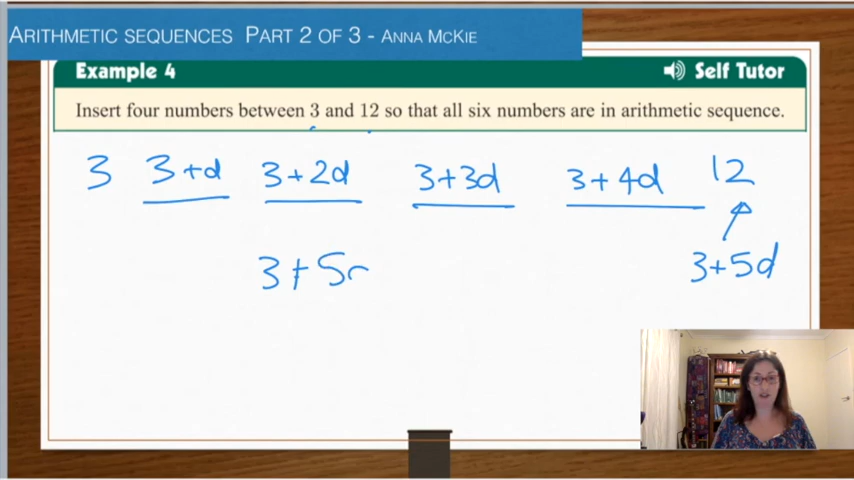 ARITHMETIC SEQUENCES PART 2 OF 3 - ANNA MCKIE
Example 4 Self Tutor
Insert four numbers between 3 and 12 so that all six numbers are in arithmetic sequence.
3 3+d 3+2d 3+3d 3+4d 12
3+5 3+5d